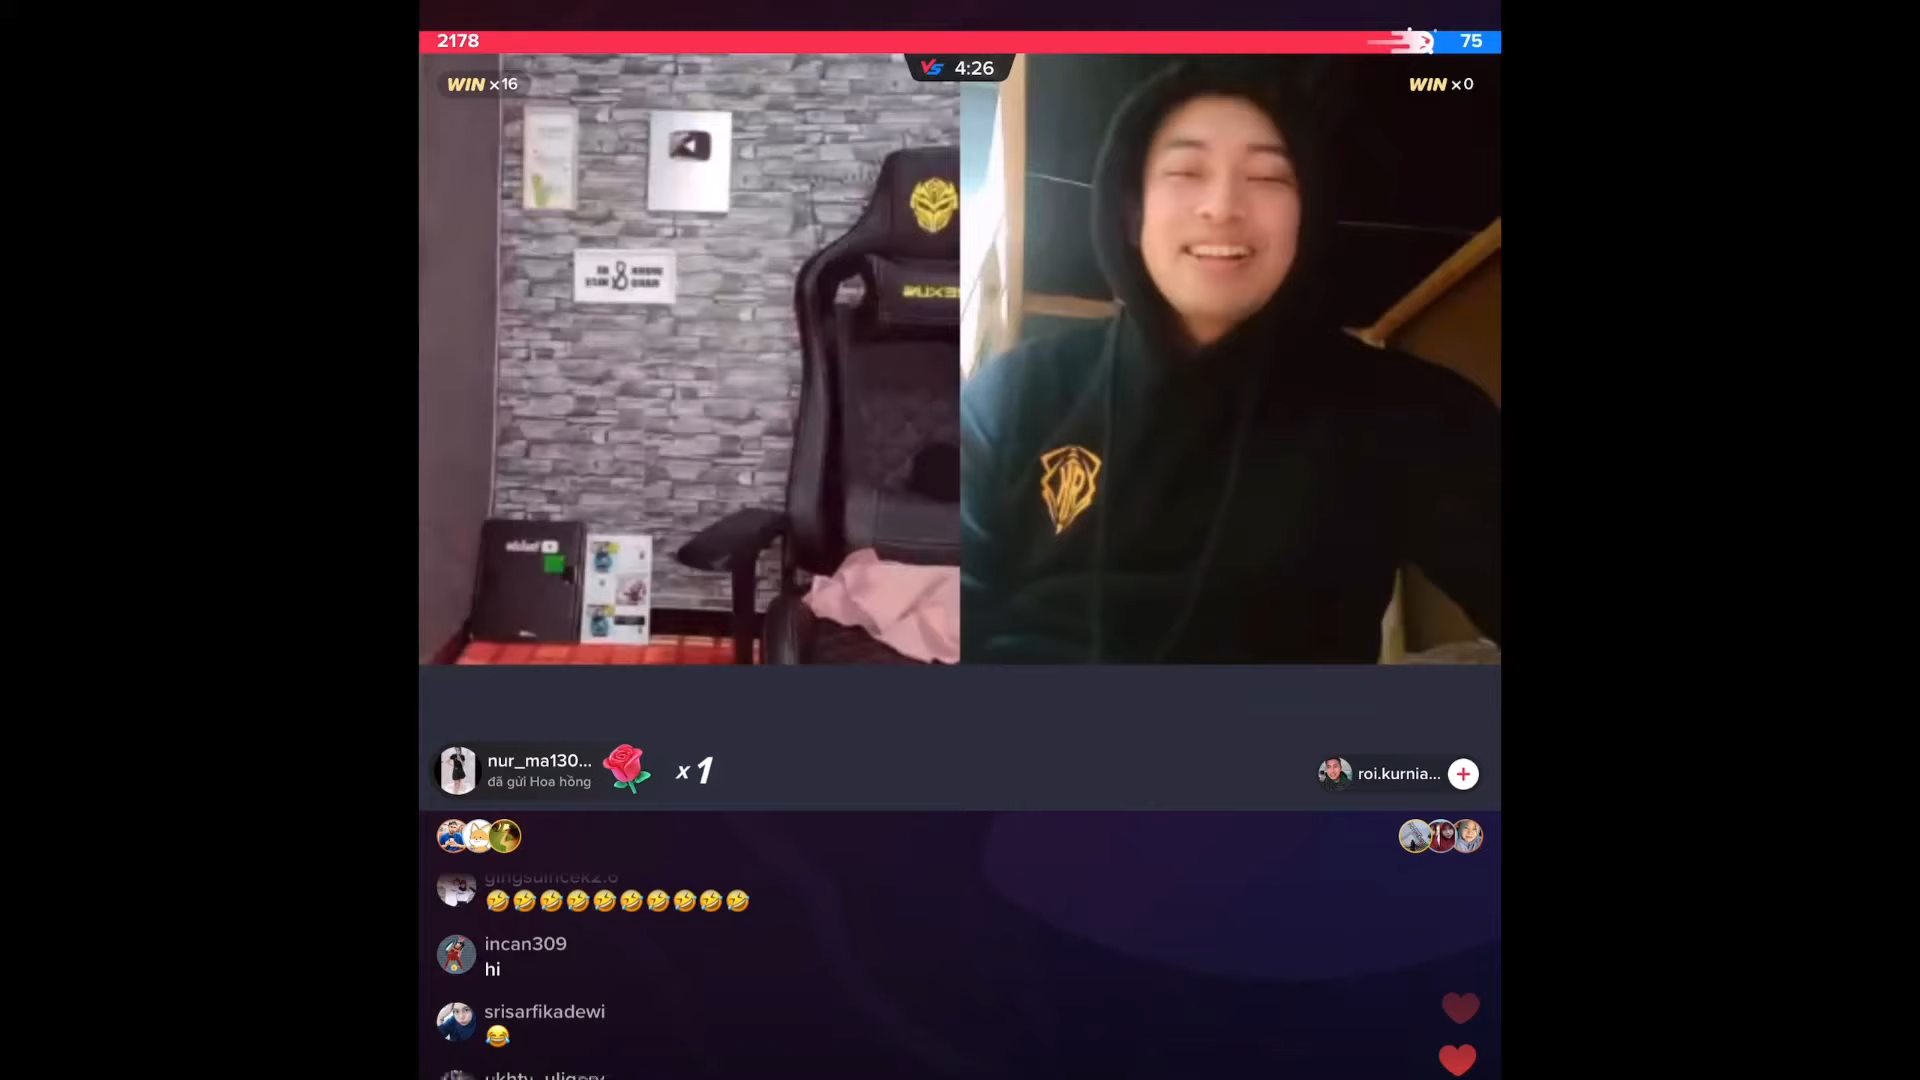 2178
75
VS 4:26
WIN x16
WIN x0
nur_ma130...
đã gửi Hoa hồng
x 1
roi.kurnia...
🤣🤣🤣🤣🤣🤣🤣🤣🤣🤣
incan309
hi
srisarfikadewi
😂